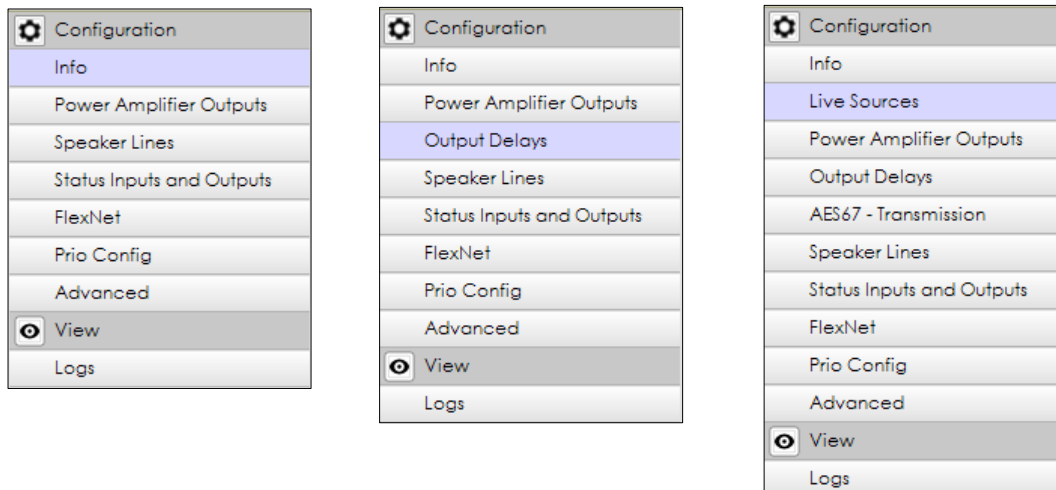 Configuration
Info
Power Amplifier Outputs
Speaker Lines
Status Inputs and Outputs
FlexNet
Prio Config
Advanced
View
Logs
Configuration
Info
Power Amplifier Outputs
Output Delays
Speaker Lines
Status Inputs and Outputs
FlexNet
Prio Config
Advanced
View
Logs
Configuration
Info
Live Sources
Power Amplifier Outputs
Output Delays
AES67 - Transmission
Speaker Lines
Status Inputs and Outputs
FlexNet
Prio Config
Advanced
View
Logs